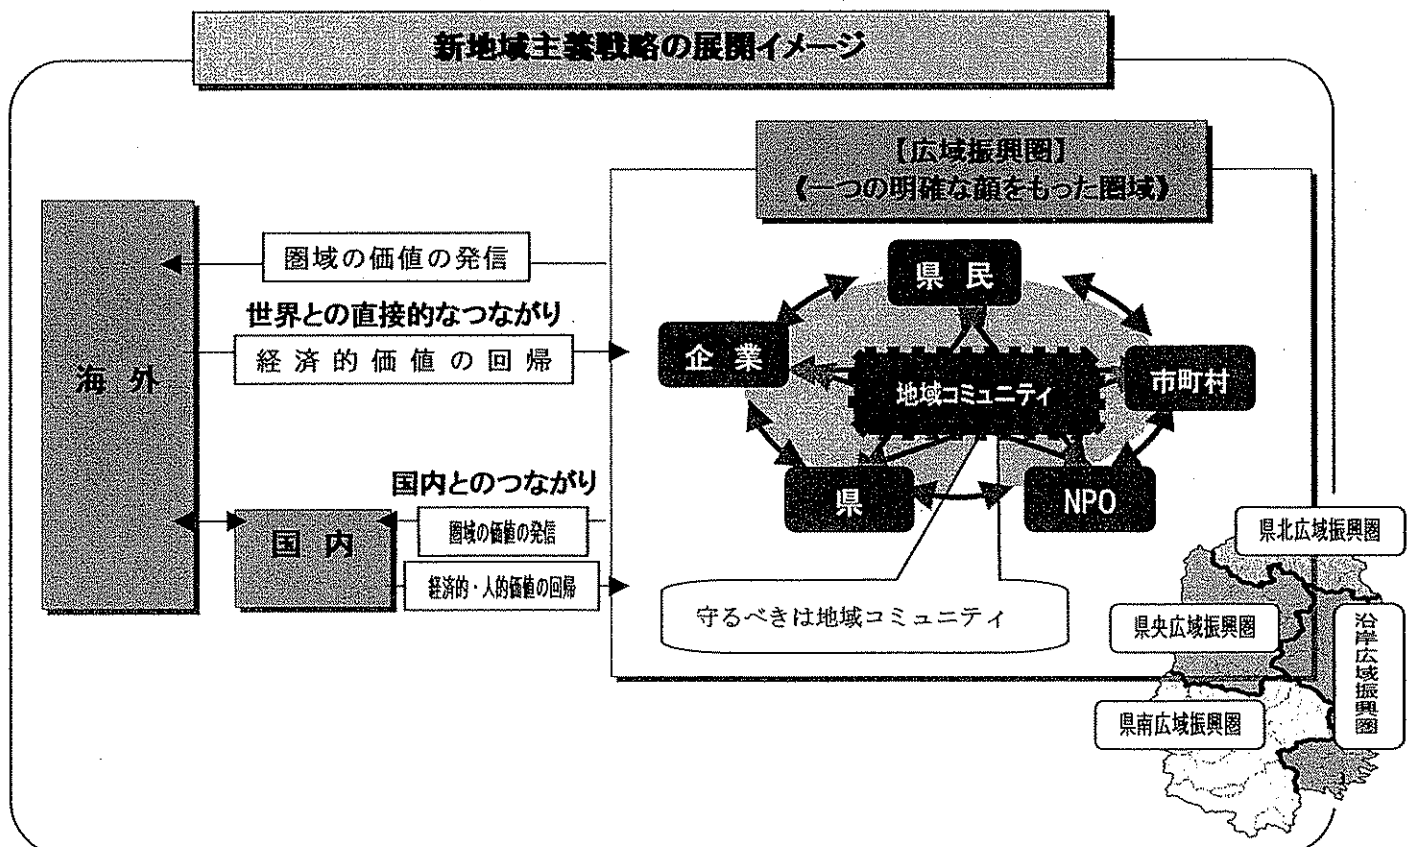 新地域主義戦略の展開イメージ
【広域振興圏】
《一つの明確な顔をもった圏域》
海外
圏域の価値の発信
世界との直接的なつながり
経済的価値の回帰
国内とのつながり
国内
圏域の価値の発信
経済的・人的価値の回帰
県民
企業
市町村
地域コミュニティ
県
NPO
守るべきは地域コミュニティ
県北広域振興圏
県央広域振興圏
沿岸広域振興圏
県南広域振興圏